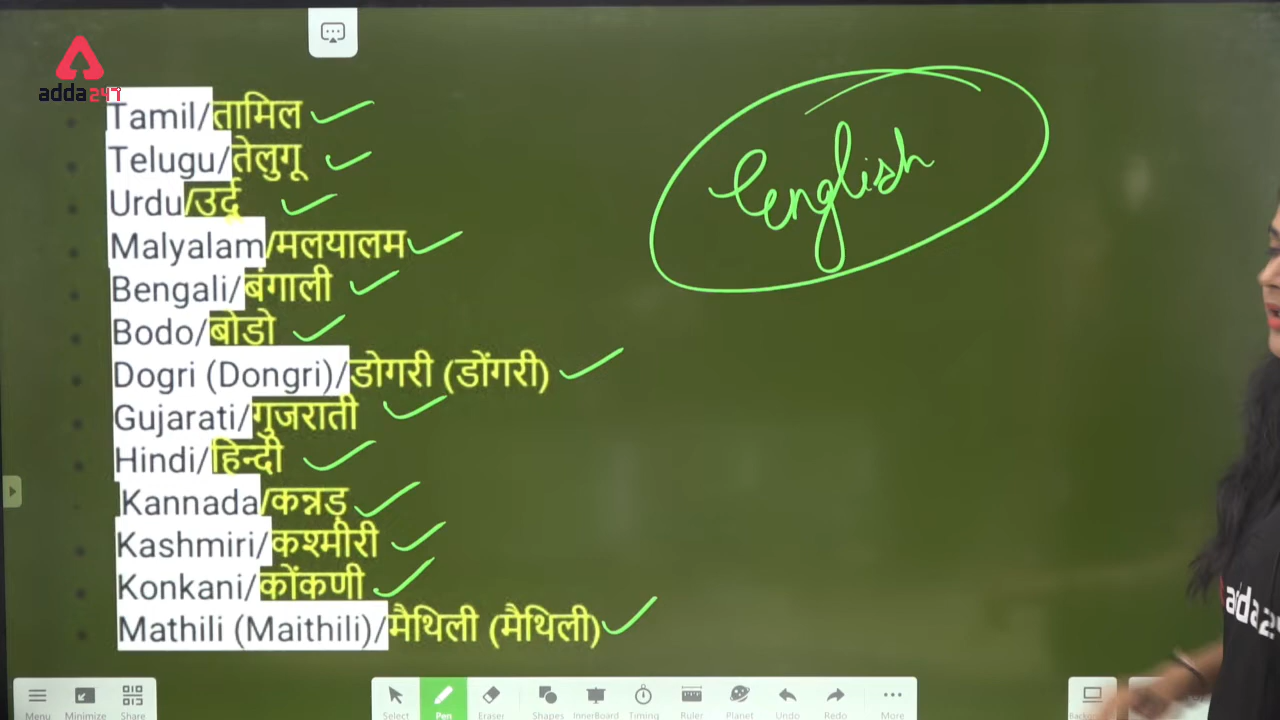 adda247
Tamil/तामिल
Telugu/तेलुगू
Urdu/उर्दू
Malyalam/मलयालम
Bengali/बंगाली
Bodo/बोडो
Dogri (Dongri)/डोगरी (डोंगरी)
Gujarati/गुजराती
Hindi/हिन्दी
Kannada/कन्नड़
Kashmiri/कश्मीरी
Konkani/कोंकणी
Mathili (Maithili)/मैथिली (मैथिली)
English
adda24
Menu Minimize Share Select Pen Eraser Shapes InnerBoard Timing Ruler Planet Undo Redo More